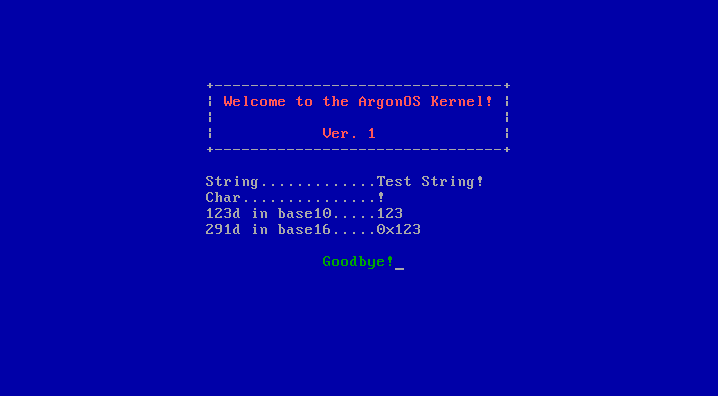 +--------------------------------+
¦ Welcome to the ArgonOS Kernel! ¦
¦                                ¦
¦            Ver. 1              ¦
+--------------------------------+
String.............Test String!
Char...............!
123d in base10.....123
291d in base16.....0x123
Goodbye!_